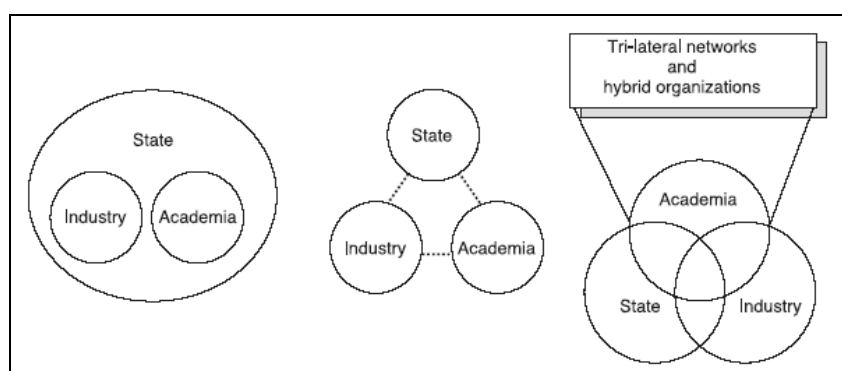 State
Industry
Academia
State
Industry
Academia
Tri-lateral networks
and
hybrid organizations
Academia
State
Industry